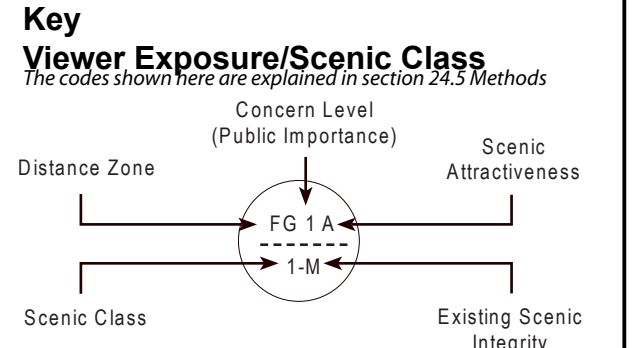 Key
Viewer Exposure/Scenic Class
The codes shown here are explained in section 24.5 Methods
Concern Level
(Public Importance)
Scenic
Attractiveness
Distance Zone
FG 1 A
1-M
Scenic Class
Existing Scenic
Integrity